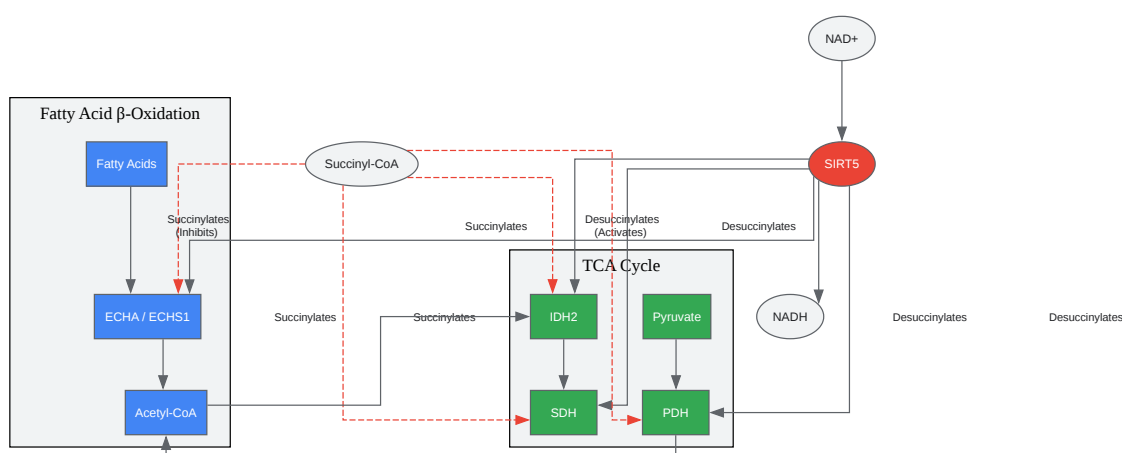 NAD+
Fatty Acid β-Oxidation
Fatty Acids
Succinyl-CoA
SIRT5
Succinylates
(Inhibits)
Succinylates
Desuccinylates
(Activates)
Desuccinylates
TCA Cycle
ECHA / ECHS1
Succinylates
Succinylates
IDH2
Pyruvate
NADH
Desuccinylates
Desuccinylates
Acetyl-CoA
SDH
PDH